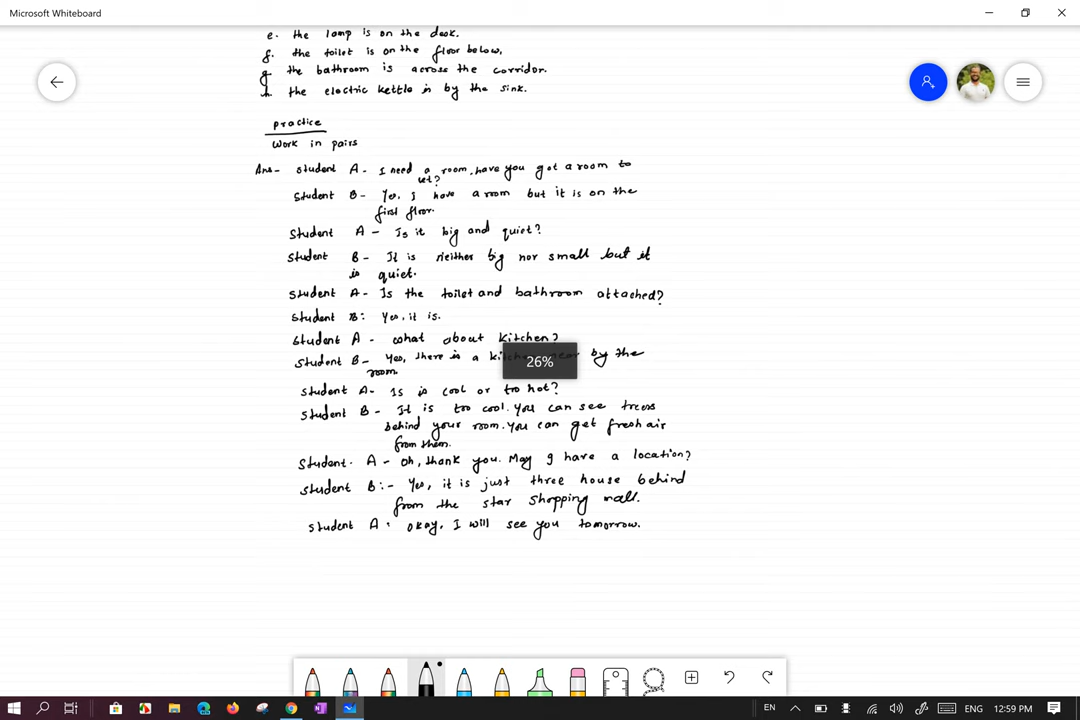 Microsoft Whiteboard
e. the lamp is on the desk.
f. the toilet is on the floor below.
g the bathroom is across the corridor.
h. the electric kettle is by the sink.
practice
work in pairs
Ans- student A- I need a room, have you got a room to
let?
student B- Yes, I have a room but it is on the
first floor.
student A- Is it big and quiet?
student B- It is neither big nor small but it
is quiet.
student A- Is the toilet and bathroom attached?
student B: Yes, it is.
student A- what about kitchen?
student B- Yes, there is a by the
room.
26%
student A- Is is cool or too hot?
student B- It is too cool. You can see trees
behind your room. You can get fresh air
from them.
student. A- oh, thank you. May I have a location?
student B:- Yes, it is just three house behind
from the star shopping mall.
student A: okay, I will see you tomorrow.
EN
ENG 12:59 PM